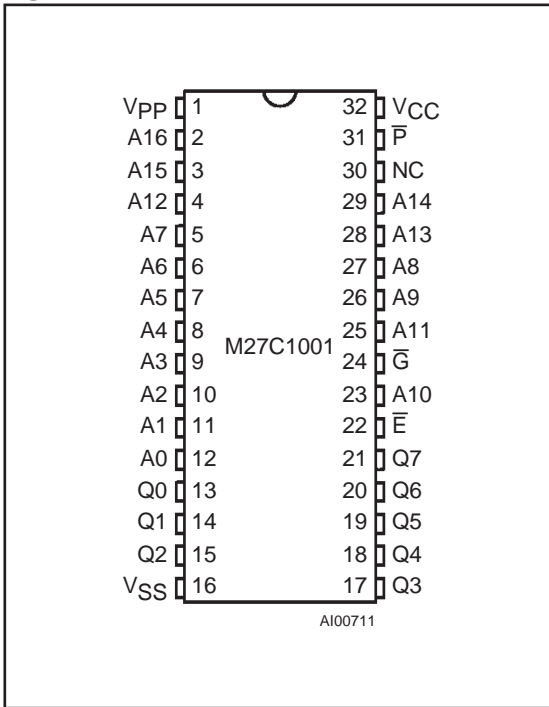 VPP 1 32 VCC
A16 2 31 P̅
A15 3 30 NC
A12 4 29 A14
A7 5 28 A13
A6 6 27 A8
A5 7 26 A9
A4 8 25 A11
M27C1001
A3 9 24 G̅
A2 10 23 A10
A1 11 22 E̅
A0 12 21 Q7
Q0 13 20 Q6
Q1 14 19 Q5
Q2 15 18 Q4
VSS 16 17 Q3
AI00711